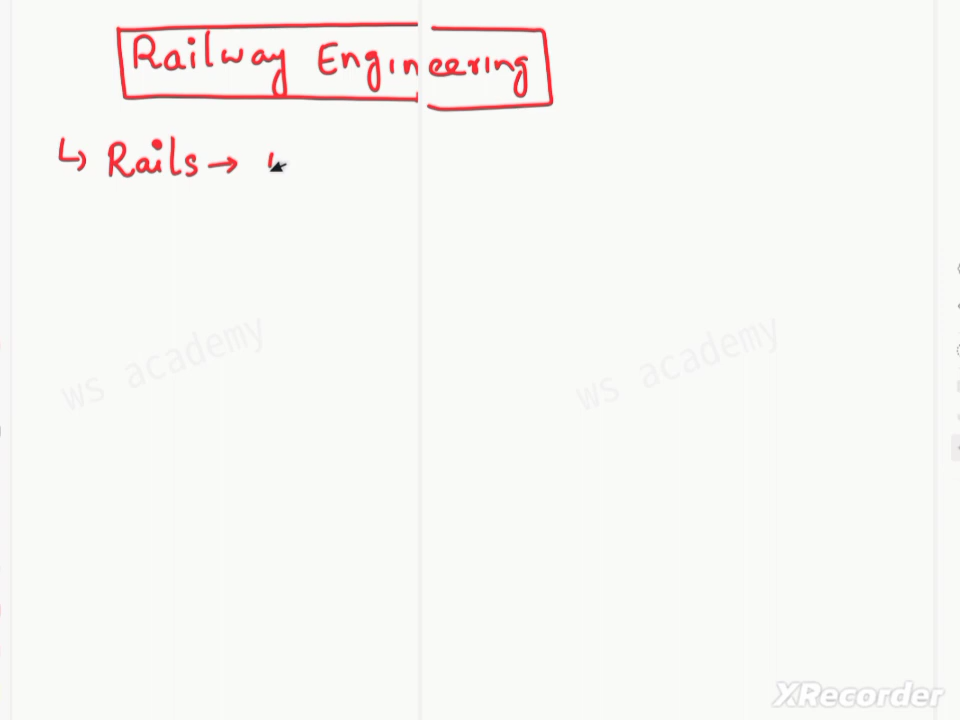 Railway Engineering
↳ Rails →
ws academy ws academy
XRecorder